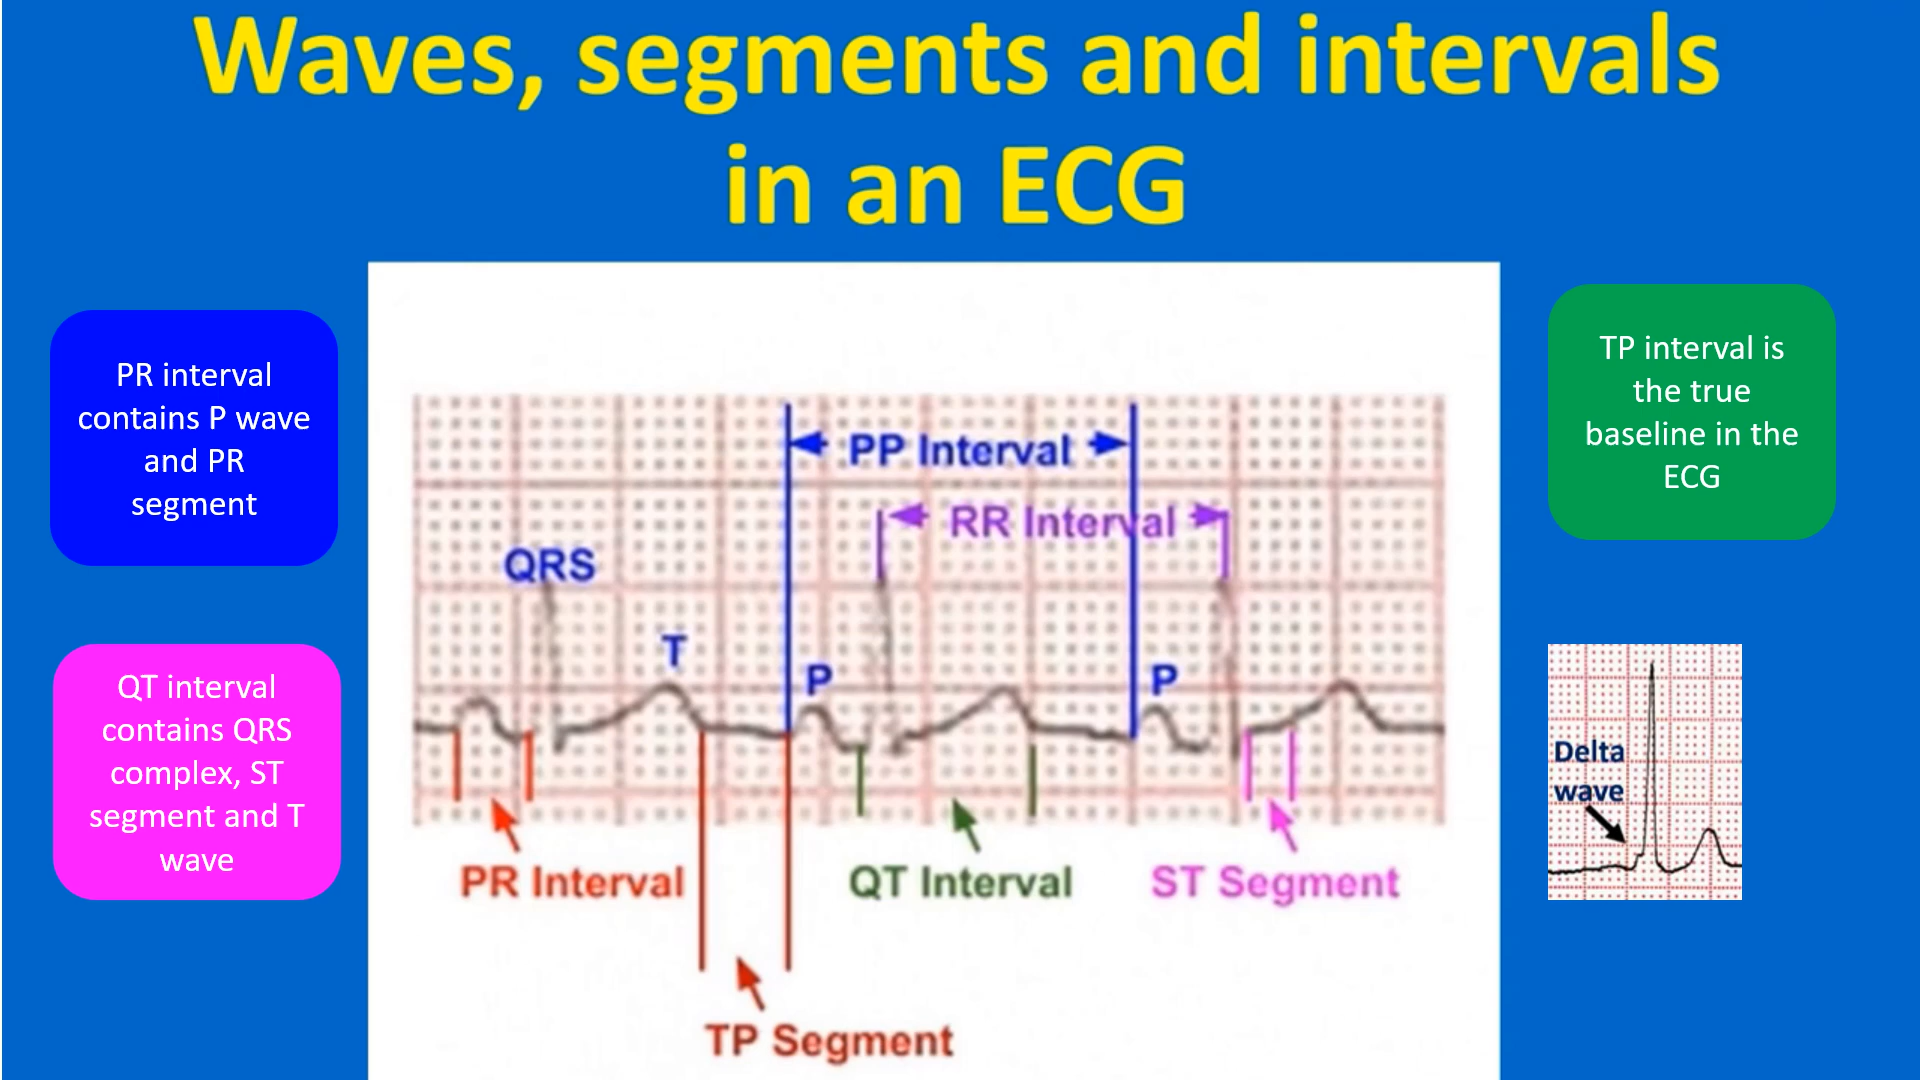 Waves, segments and intervals
in an ECG
PR interval
contains P wave
and PR
segment
QT interval
contains QRS
complex, ST
segment and T
wave
PP Interval
RR Interval
QRS
T
P
P
PR Interval
QT Interval
ST Segment
TP Segment
TP interval is
the true
baseline in the
ECG
Delta
wave